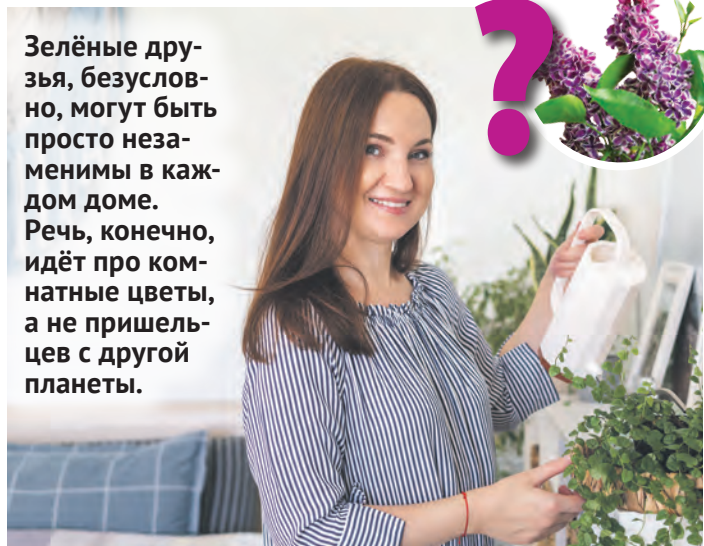 Зелёные дру-
зья, безуслов-
но, могут быть
просто неза-
менимы в каж-
дом доме.
Речь, конечно,
идёт про ком-
натные цветы,
а не пришель-
цев с другой
планеты.
?